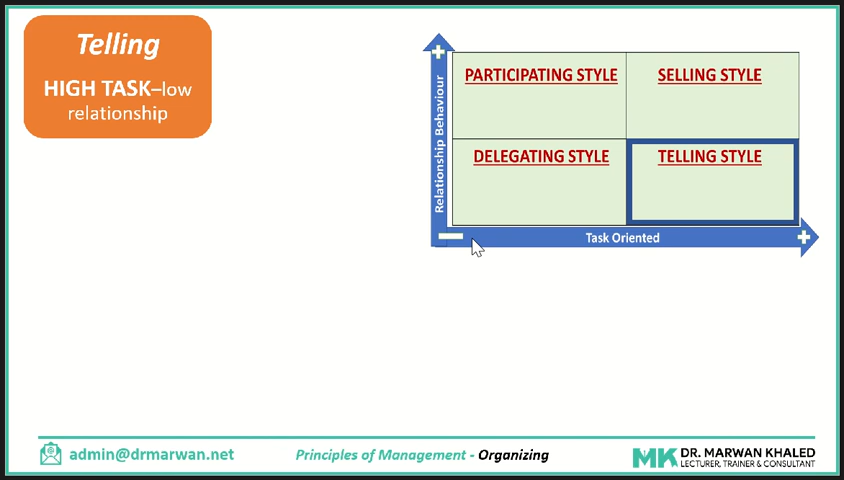 Telling
HIGH TASK–low
relationship
+
Relationship Behaviour
PARTICIPATING STYLE
SELLING STYLE
DELEGATING STYLE
TELLING STYLE
Task Oriented
+
admin@drmarwan.net
Principles of Management - Organizing
MK
DR. MARWAN KHALED
LECTURER, TRAINER & CONSULTANT